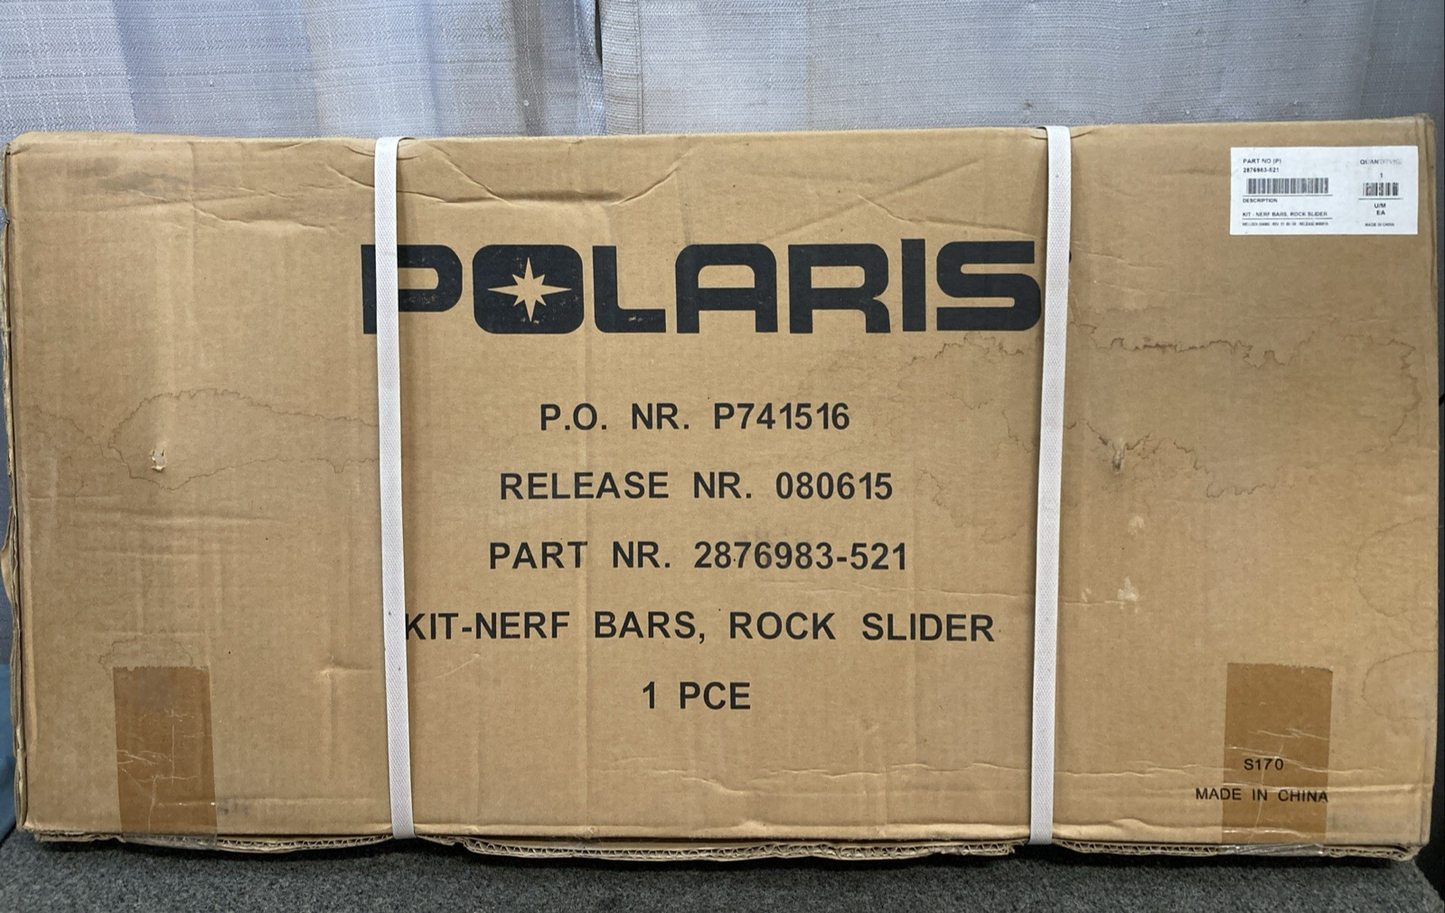 POLARIS
P.O. NR. P741516
RELEASE NR. 080615
PART NR. 2876983-521
KIT-NERF BARS, ROCK SLIDER
1 PCE
PART NO (P)
2876983-521
DESCRIPTION
KIT - NERF BARS, ROCK SLIDER
1
U/M
EA
MADE IN CHINA
S170
MADE IN CHINA